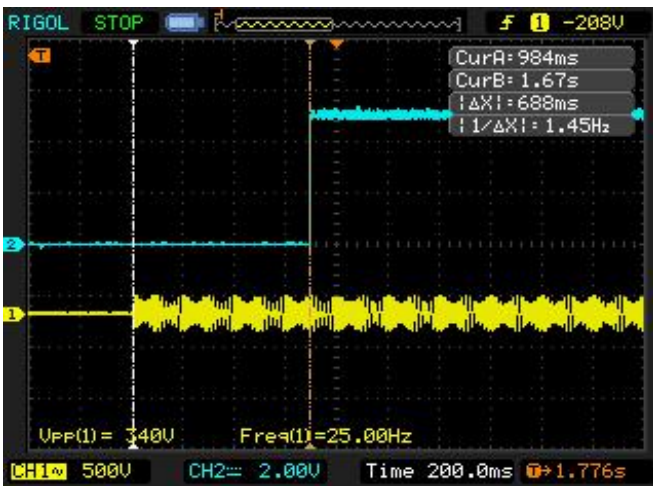 RIGOL STOP T f 1 -208V
T
CurA: 984ms
CurB: 1.67s
|ΔX|: 688ms
|1/ΔX|: 1.45Hz
2
1
Vpp(1)= 340V Freq(1)=25.00Hz
CH1~ 500V CH2⎓ 2.00V Time 200.0ms T→1.776s